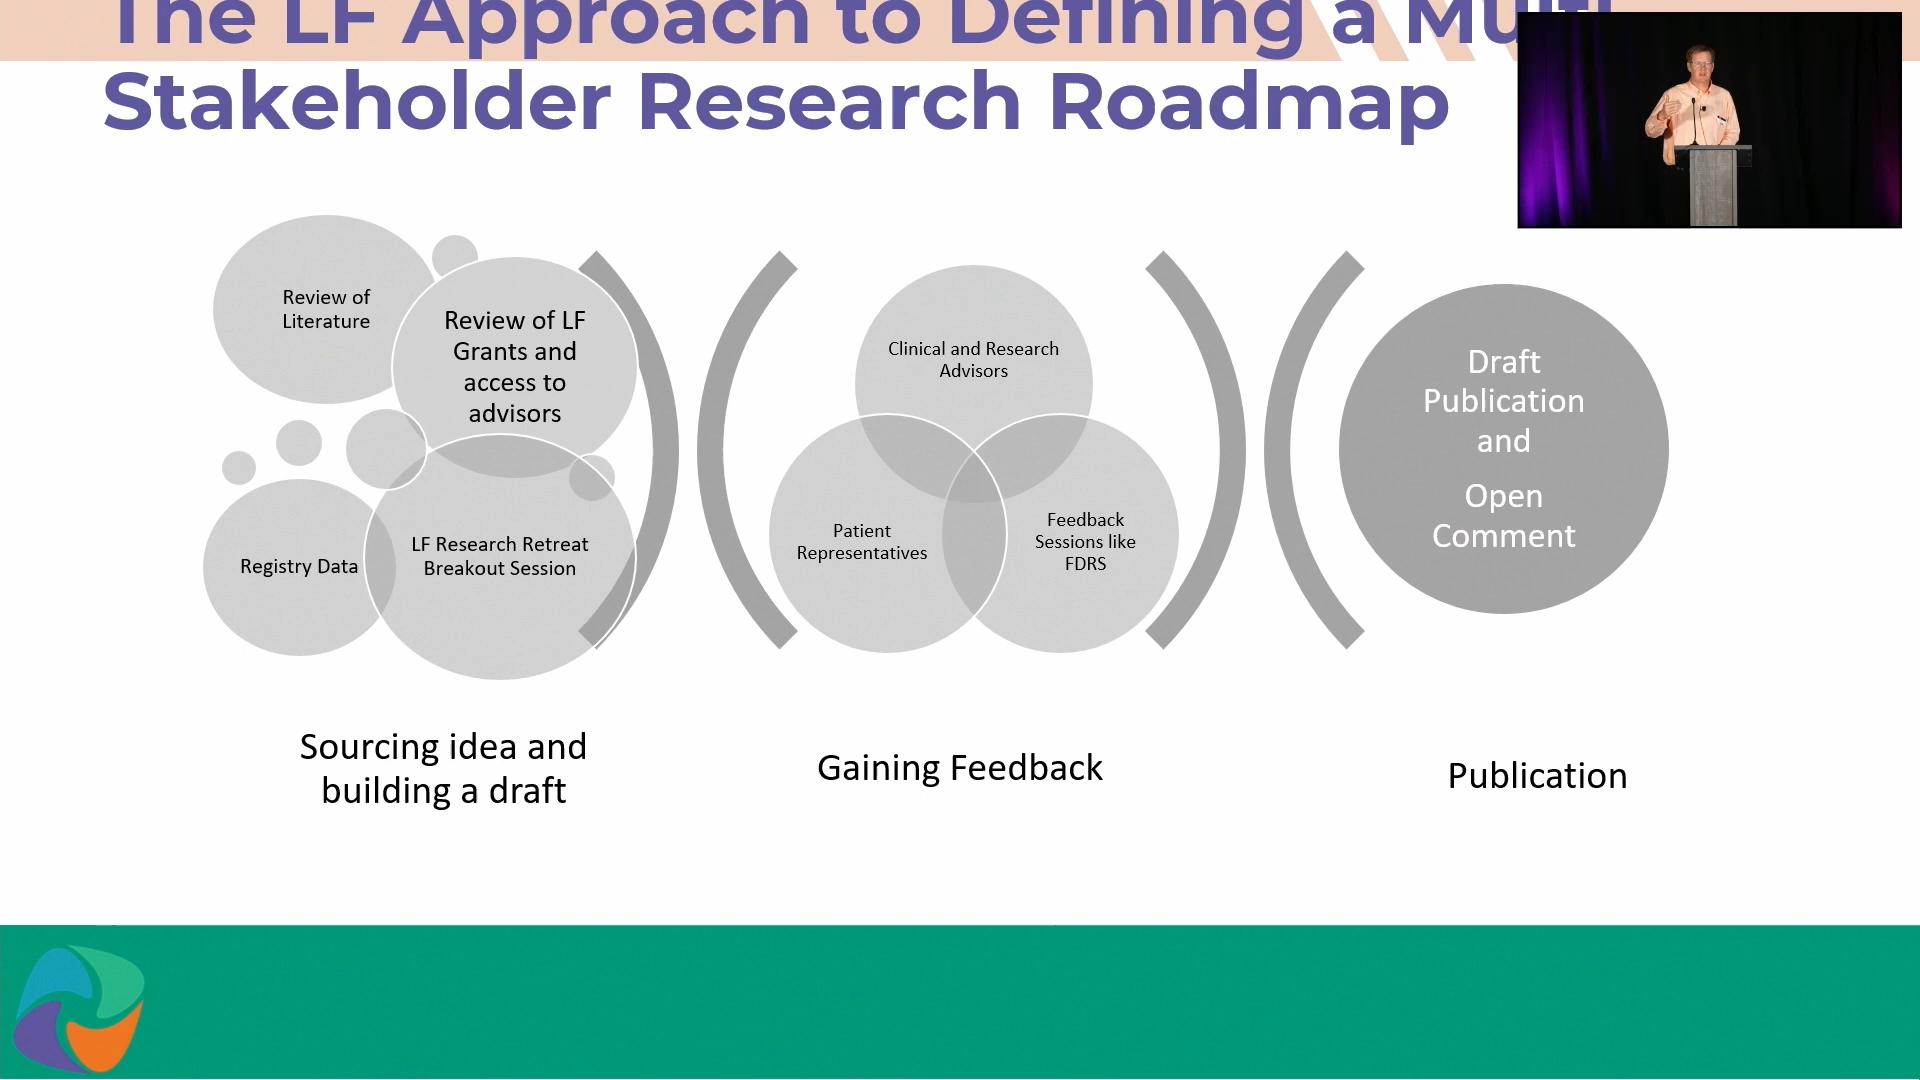 The LF Approach to Defining a Multi
Stakeholder Research Roadmap
Review of
Literature
Review of LF
Grants and
access to
advisors
Registry Data
LF Research Retreat
Breakout Session
Sourcing idea and
building a draft
Clinical and Research
Advisors
Patient
Representatives
Feedback
Sessions like
FDRS
Gaining Feedback
Draft
Publication
and
Open
Comment
Publication